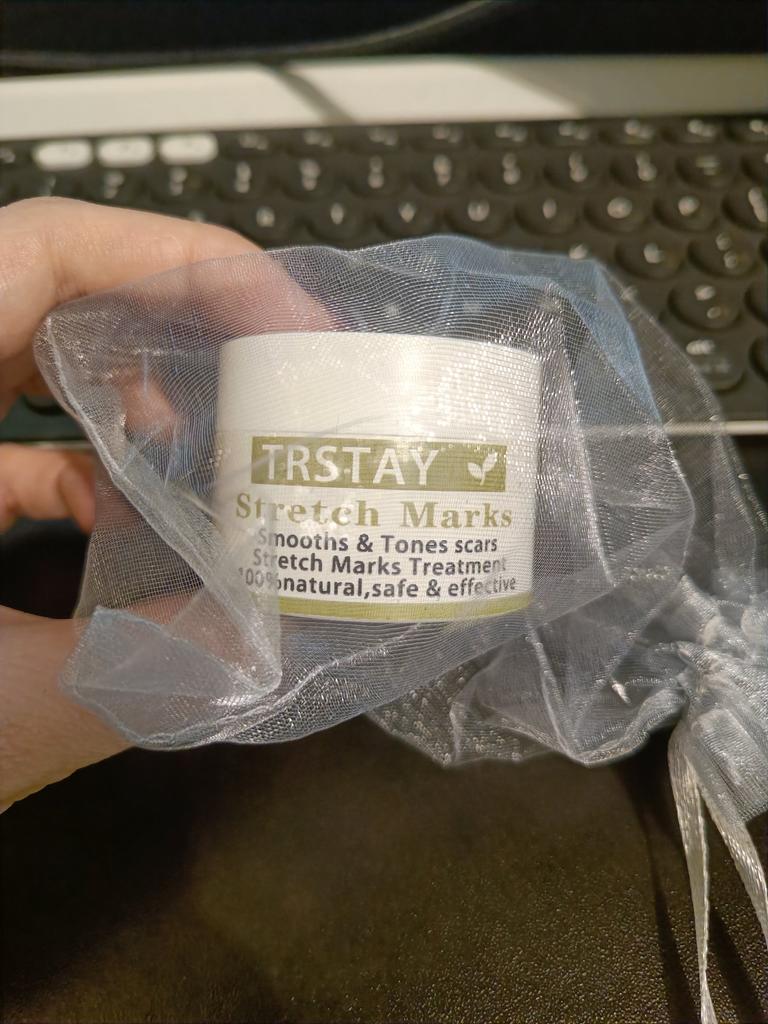 TRSTAY
Stretch Marks
Smooths & Tones scars
Stretch Marks Treatment
100%natural,safe & effective